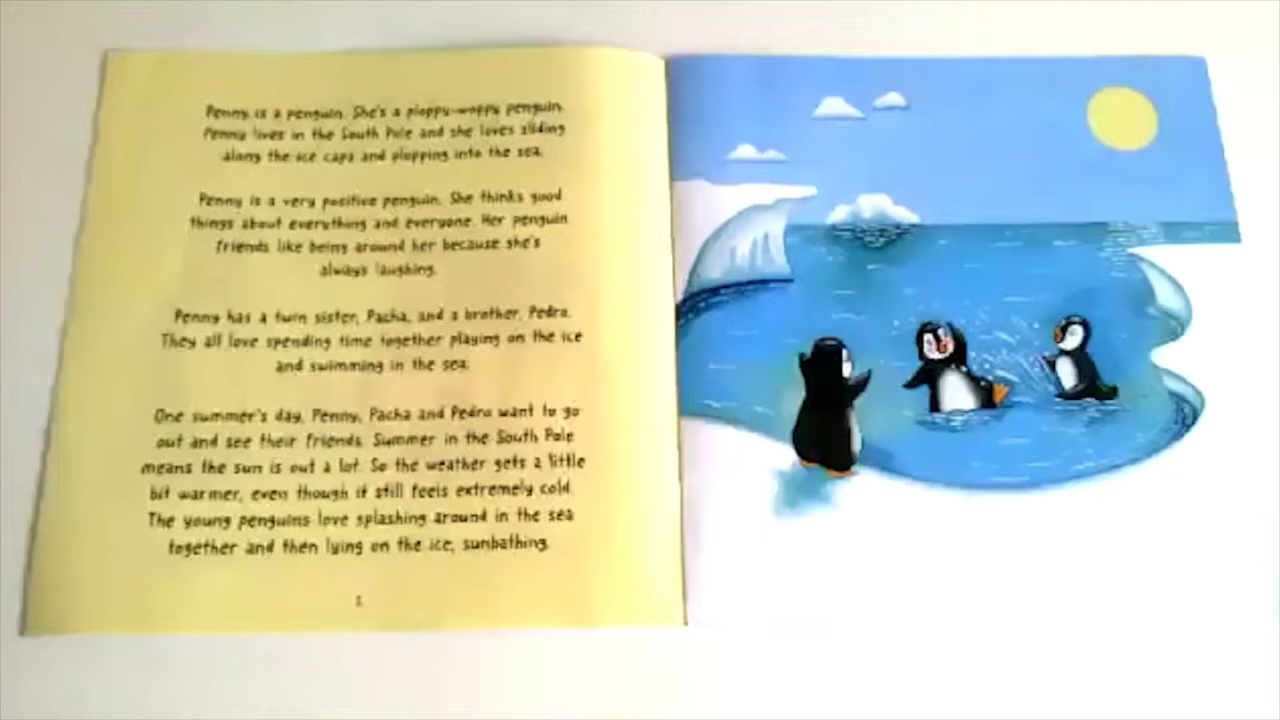 Penny is a penguin. She's a ploppy-woppy penguin.
Penny lives in the South Pole and she loves sliding
along the ice caps and plopping into the sea.
Penny is a very positive penguin. She thinks good
things about everything and everyone. Her penguin
friends like being around her because she's
always laughing.
Penny has a twin sister, Pacha, and a brother, Pedro.
They all love spending time together playing on the ice
and swimming in the sea.
One summer's day, Penny, Pacha and Pedro want to go
out and see their friends. Summer in the South Pole
means the sun is out a lot. So the weather gets a little
bit warmer, even though it still feels extremely cold.
The young penguins love splashing around in the sea
together and then lying on the ice, sunbathing.